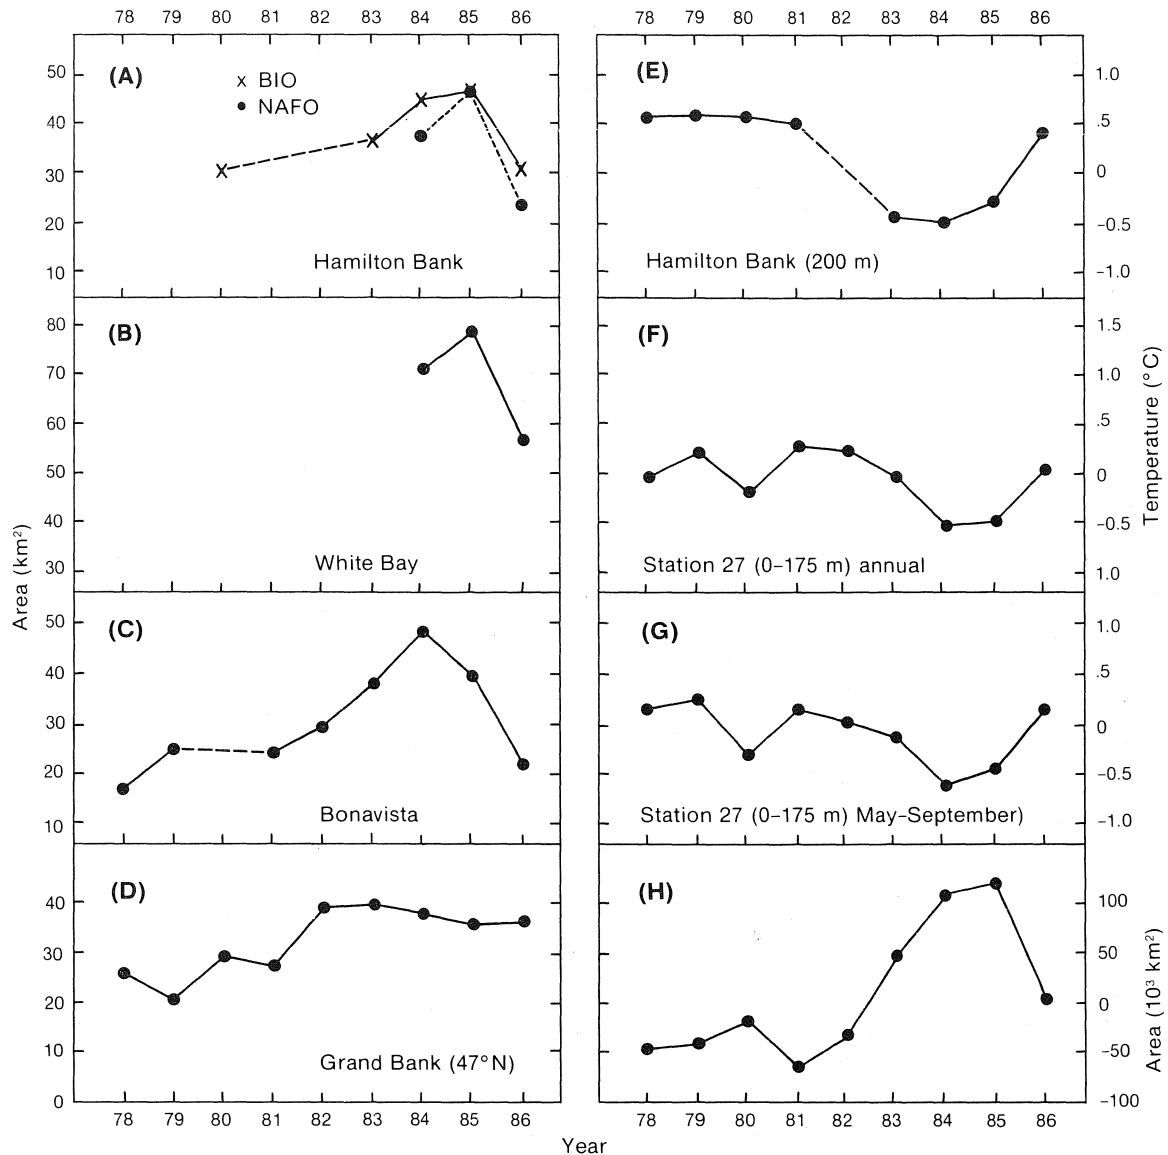 78 79 80 81 82 83 84 85 86
78 79 80 81 82 83 84 85 86
(A)
x BIO
● NAFO
50
40
30
20
10
Hamilton Bank
(E)
1.0
.5
0
-0.5
-1.0
Hamilton Bank (200 m)
(B)
80
70
60
50
40
30
White Bay
(F)
1.5
1.0
.5
0
-0.5
1.0
Station 27 (0-175 m) annual
Temperature (°C)
Area (km²)
(C)
50
40
30
20
10
Bonavista
(G)
1.0
.5
0
-0.5
-1.0
Station 27 (0-175 m) May-September)
(D)
40
30
20
10
0
Grand Bank (47°N)
(H)
100
50
0
-50
-100
Area (10³ km²)
78 79 80 81 82 83 84 85 86
78 79 80 81 82 83 84 85 86
Year